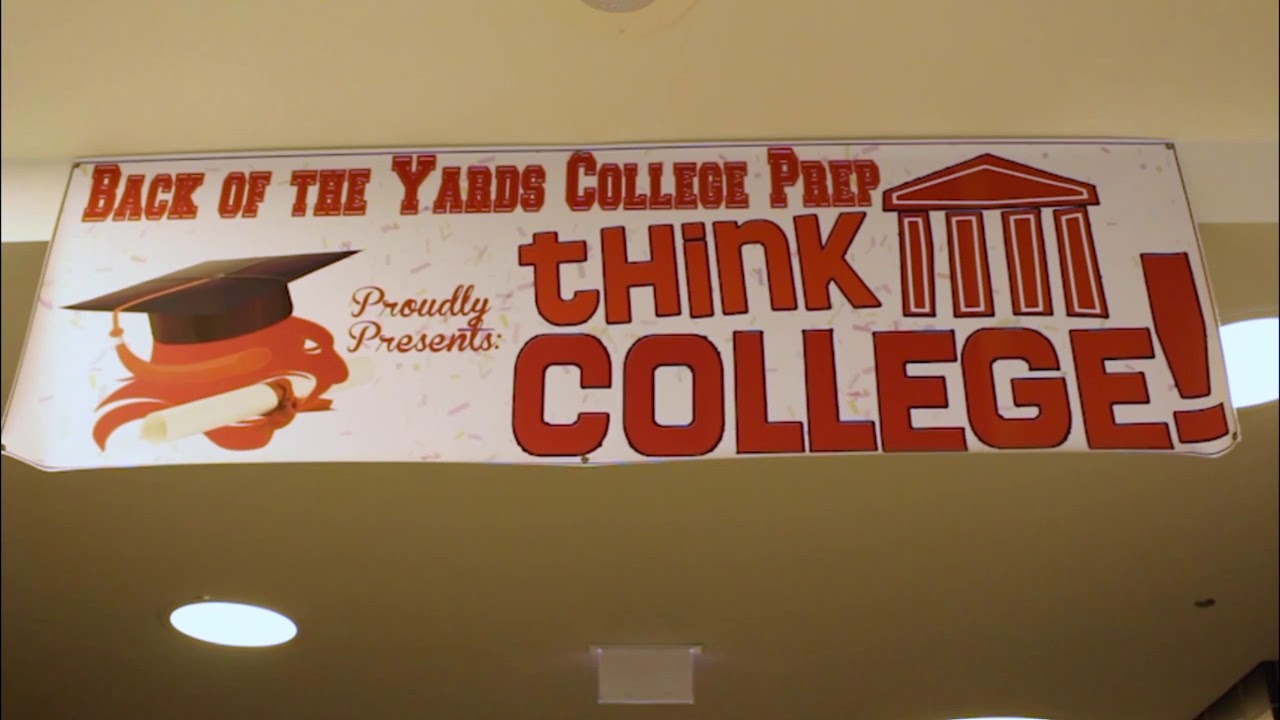 BACK OF THE YARDS COLLEGE PREP
Proudly
Presents:
tHiNK
COLLEGE!